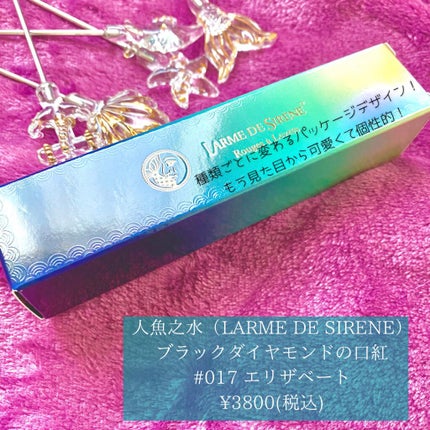 LARME DE SIRENE
Rouge à Lèvres
種類ごとに変わるパッケージデザイン！
もう見た目から可愛くて個性的！
人魚之水（LARME DE SIRENE）
ブラックダイヤモンドの口紅
#017 エリザベート
¥3800(税込)